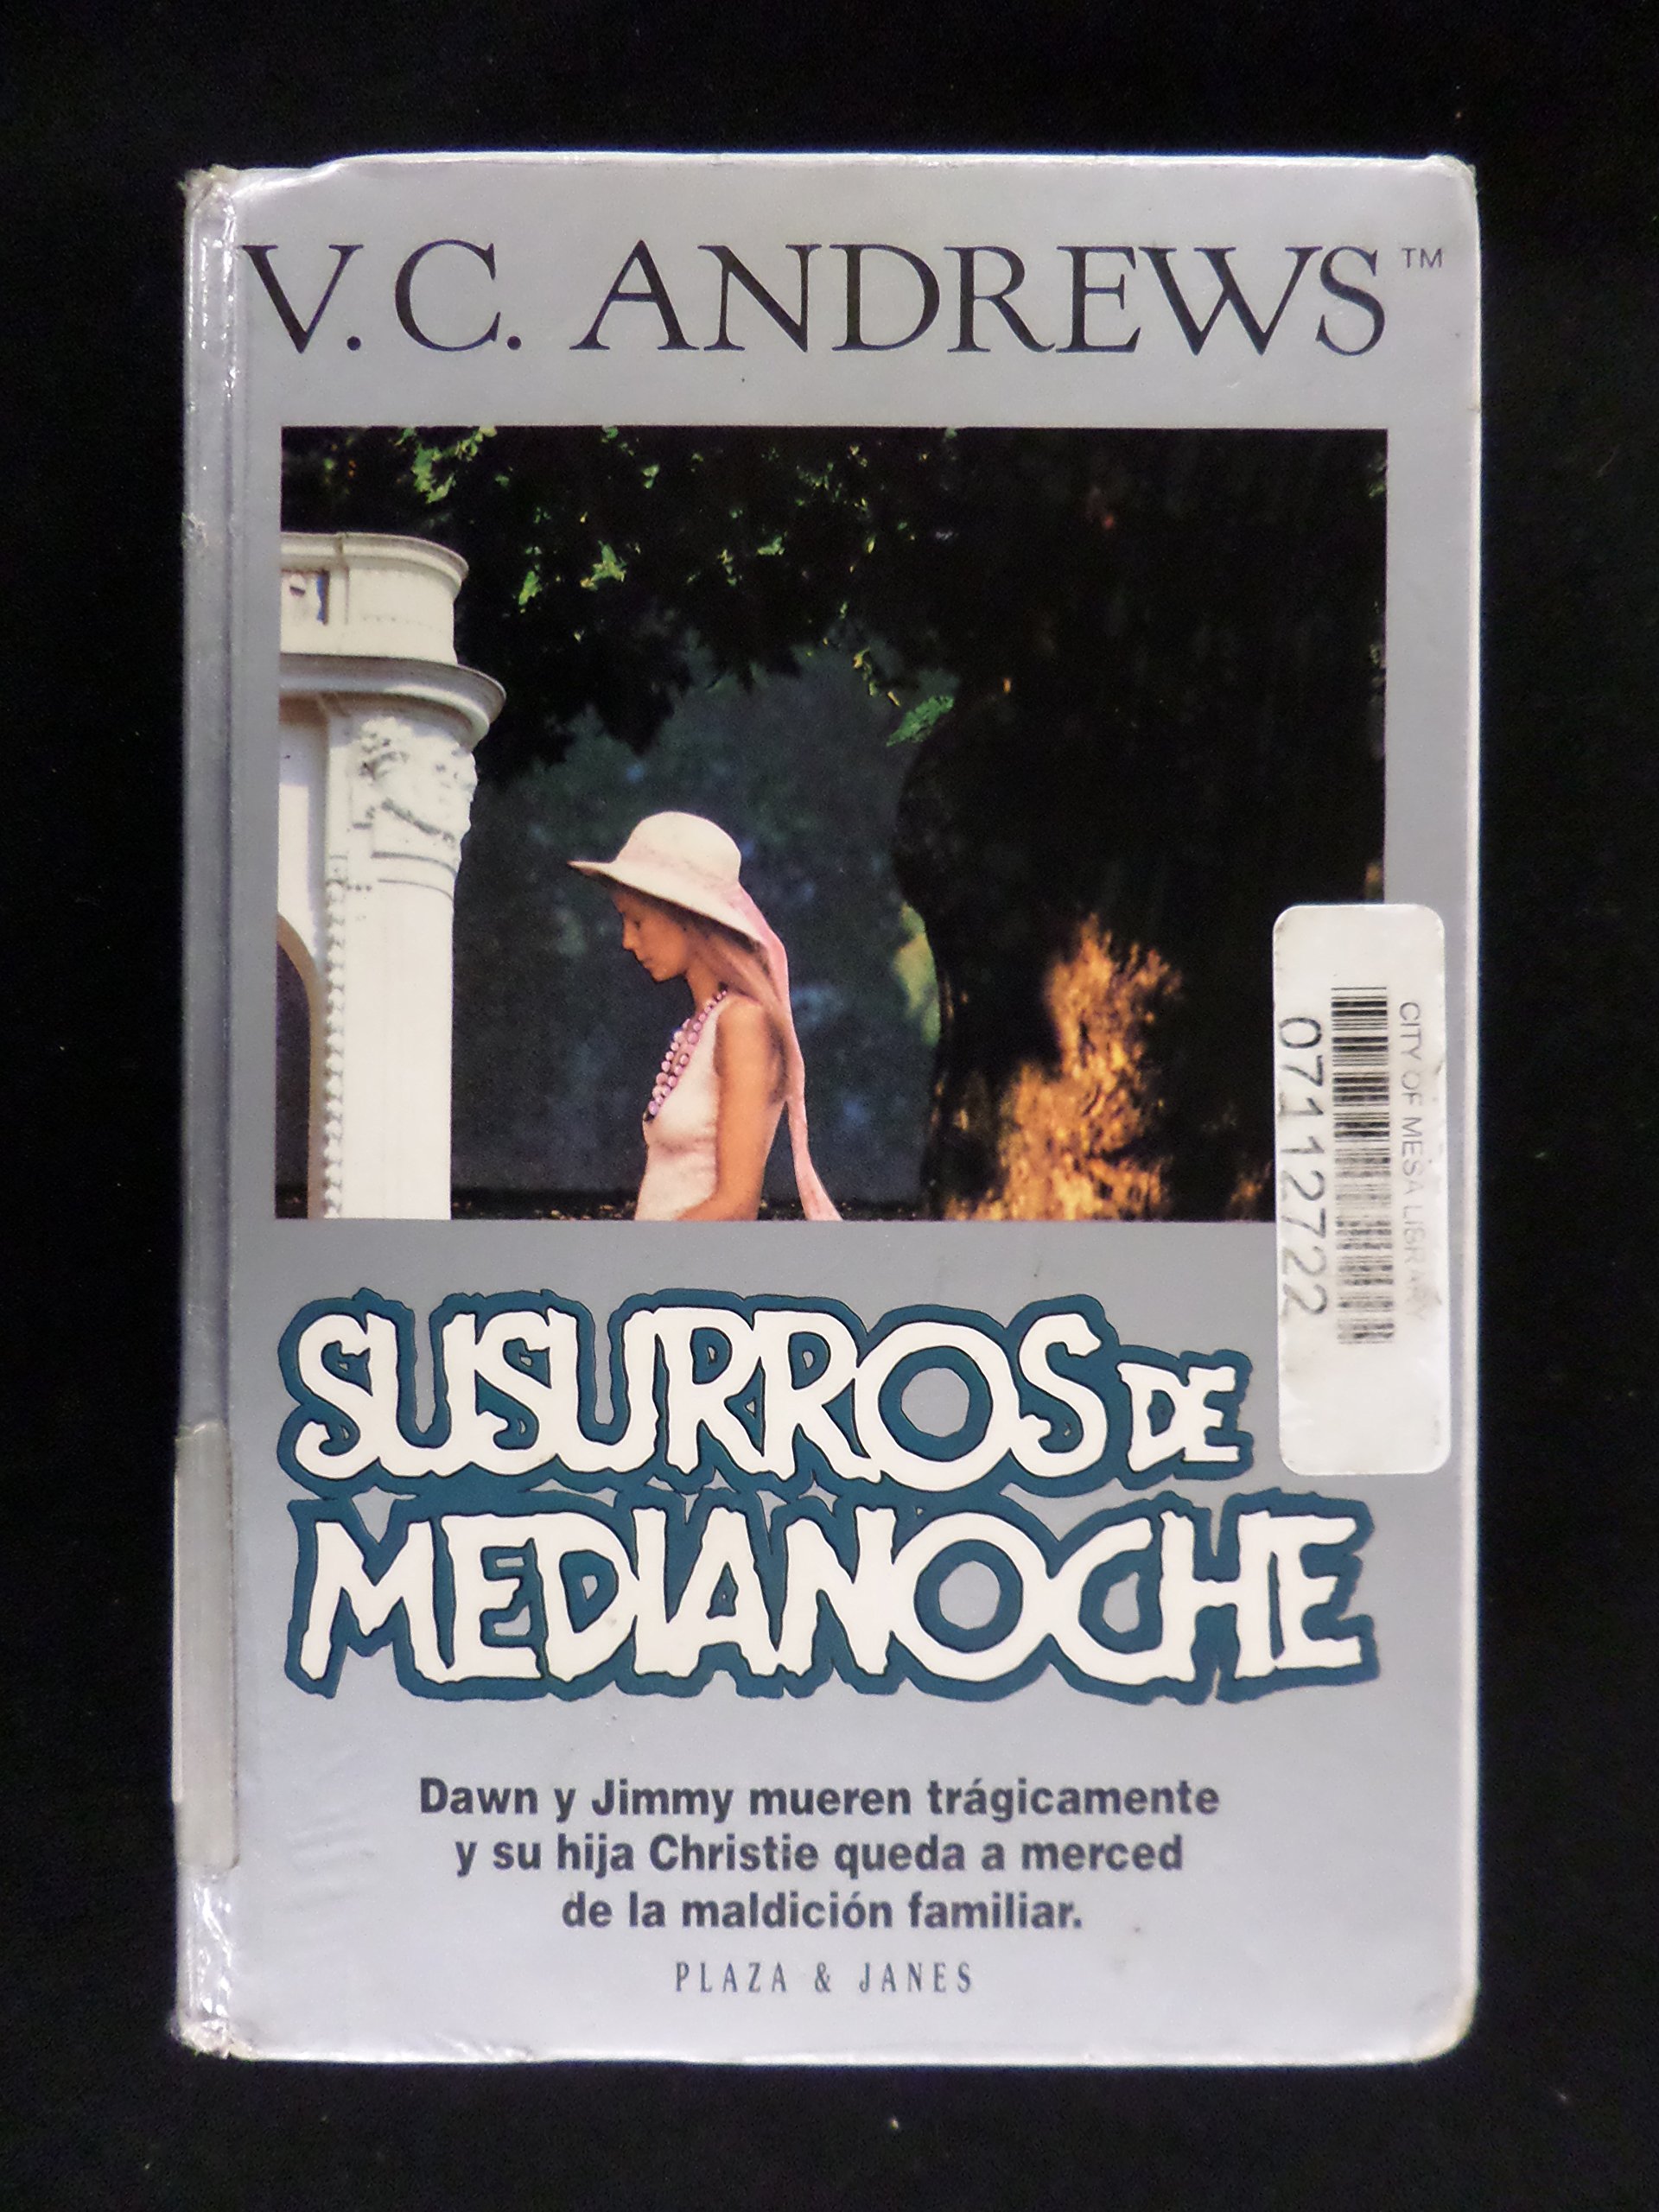 V. C. ANDREWS™
CITY OF MESA LIBRARY
07112722
SUSURROS DE
MEDIANOCHE
Dawn y Jimmy mueren trágicamente
y su hija Christie queda a merced
de la maldición familiar.
PLAZA & JANES